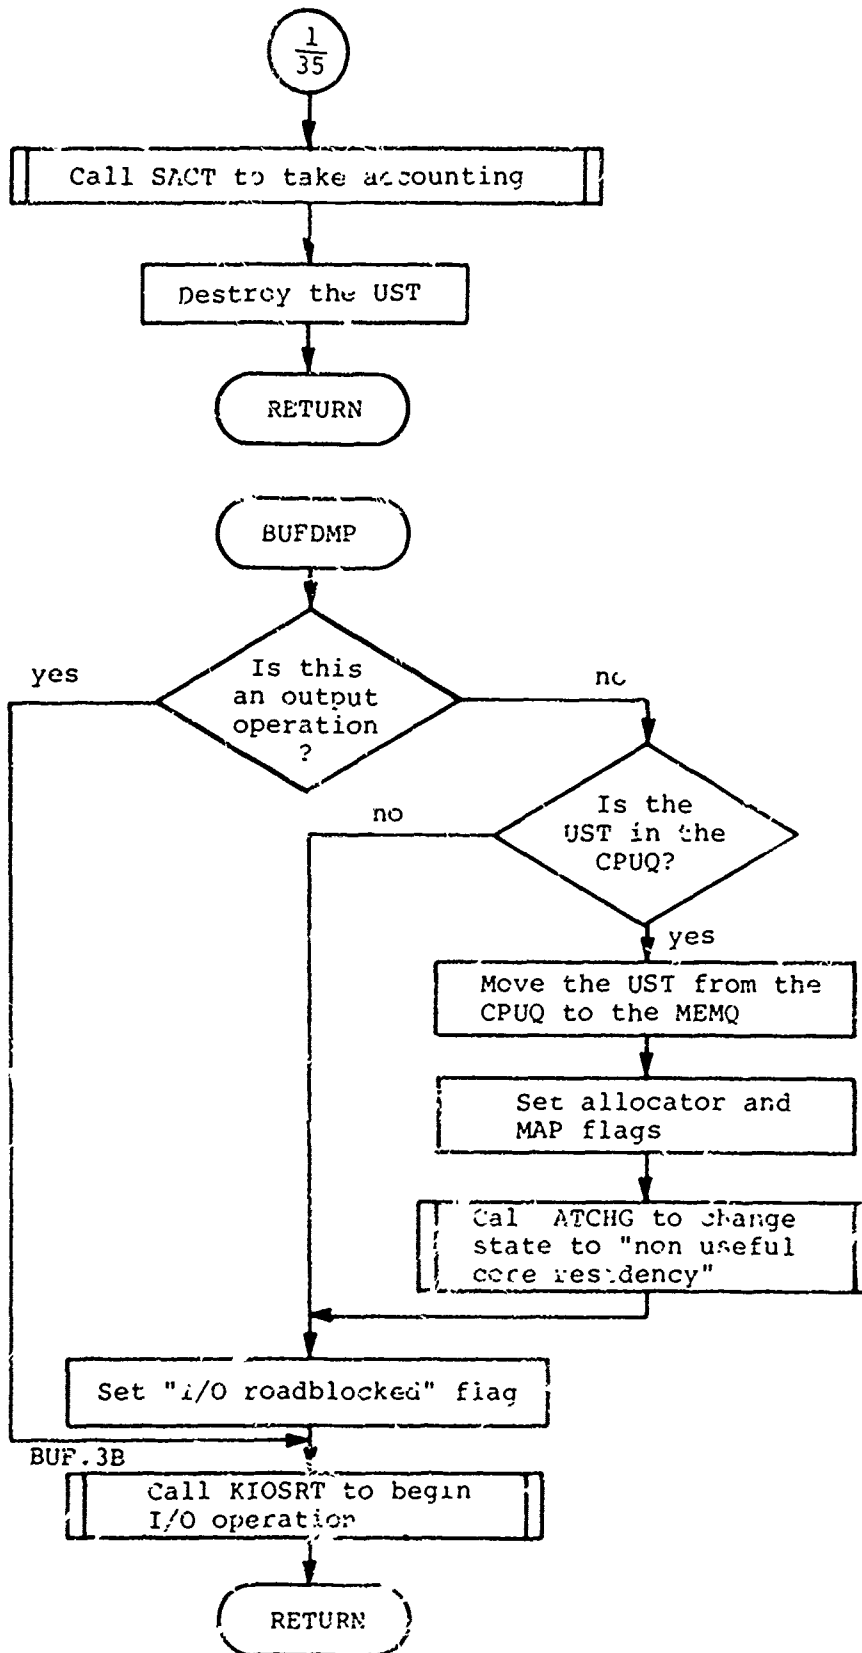 1
35
Call SACT to take accounting
Destroy the UST
RETURN
BUFDMP
Is this
an output
operation
?
yes
no
Is the
UST in the
CPUQ?
no
yes
Move the UST from the
CPUQ to the MEMQ
Set allocator and
MAP flags
Cal ATCHG to change
state to "non useful
core residency"
Set "I/O roadblocked" flag
BUF.3B
Call KIOSRT to begin
I/O operation
RETURN